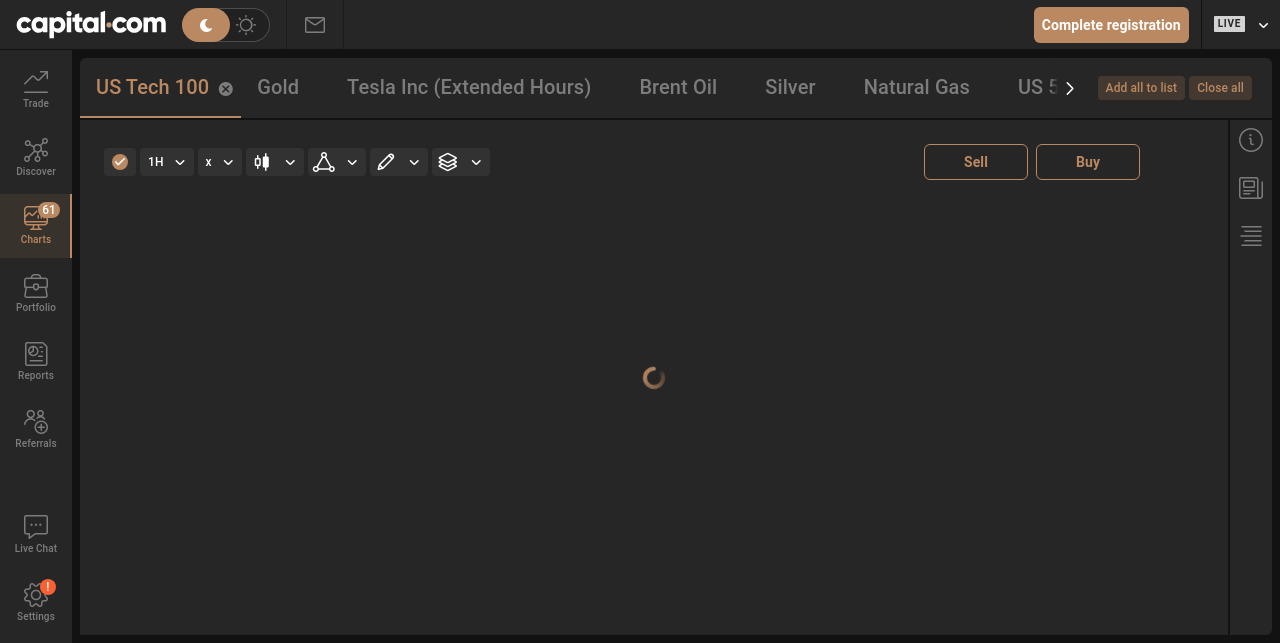 capital.com
Complete registration
LIVE
US Tech 100
Gold
Tesla Inc (Extended Hours)
Brent Oil
Silver
Natural Gas
US 5
Add all to list
Close all
Trade
Discover
61
Charts
Portfolio
Reports
Referrals
Live Chat
!
Settings
1H
x
Sell
Buy